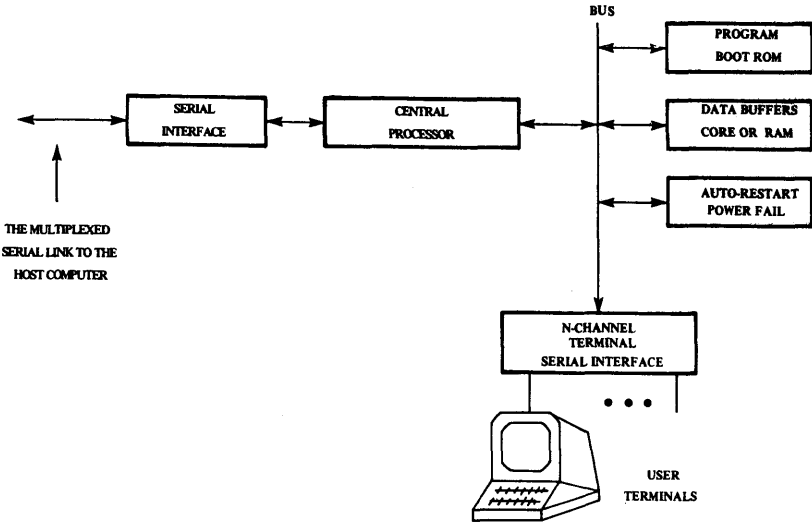 BUS
PROGRAM
BOOT ROM
SERIAL
INTERFACE
CENTRAL
PROCESSOR
DATA BUFFERS
CORE OR RAM
AUTO-RESTART
POWER FAIL
THE MULTIPLEXED
SERIAL LINK TO THE
HOST COMPUTER
N-CHANNEL
TERMINAL
SERIAL INTERFACE
USER
TERMINALS